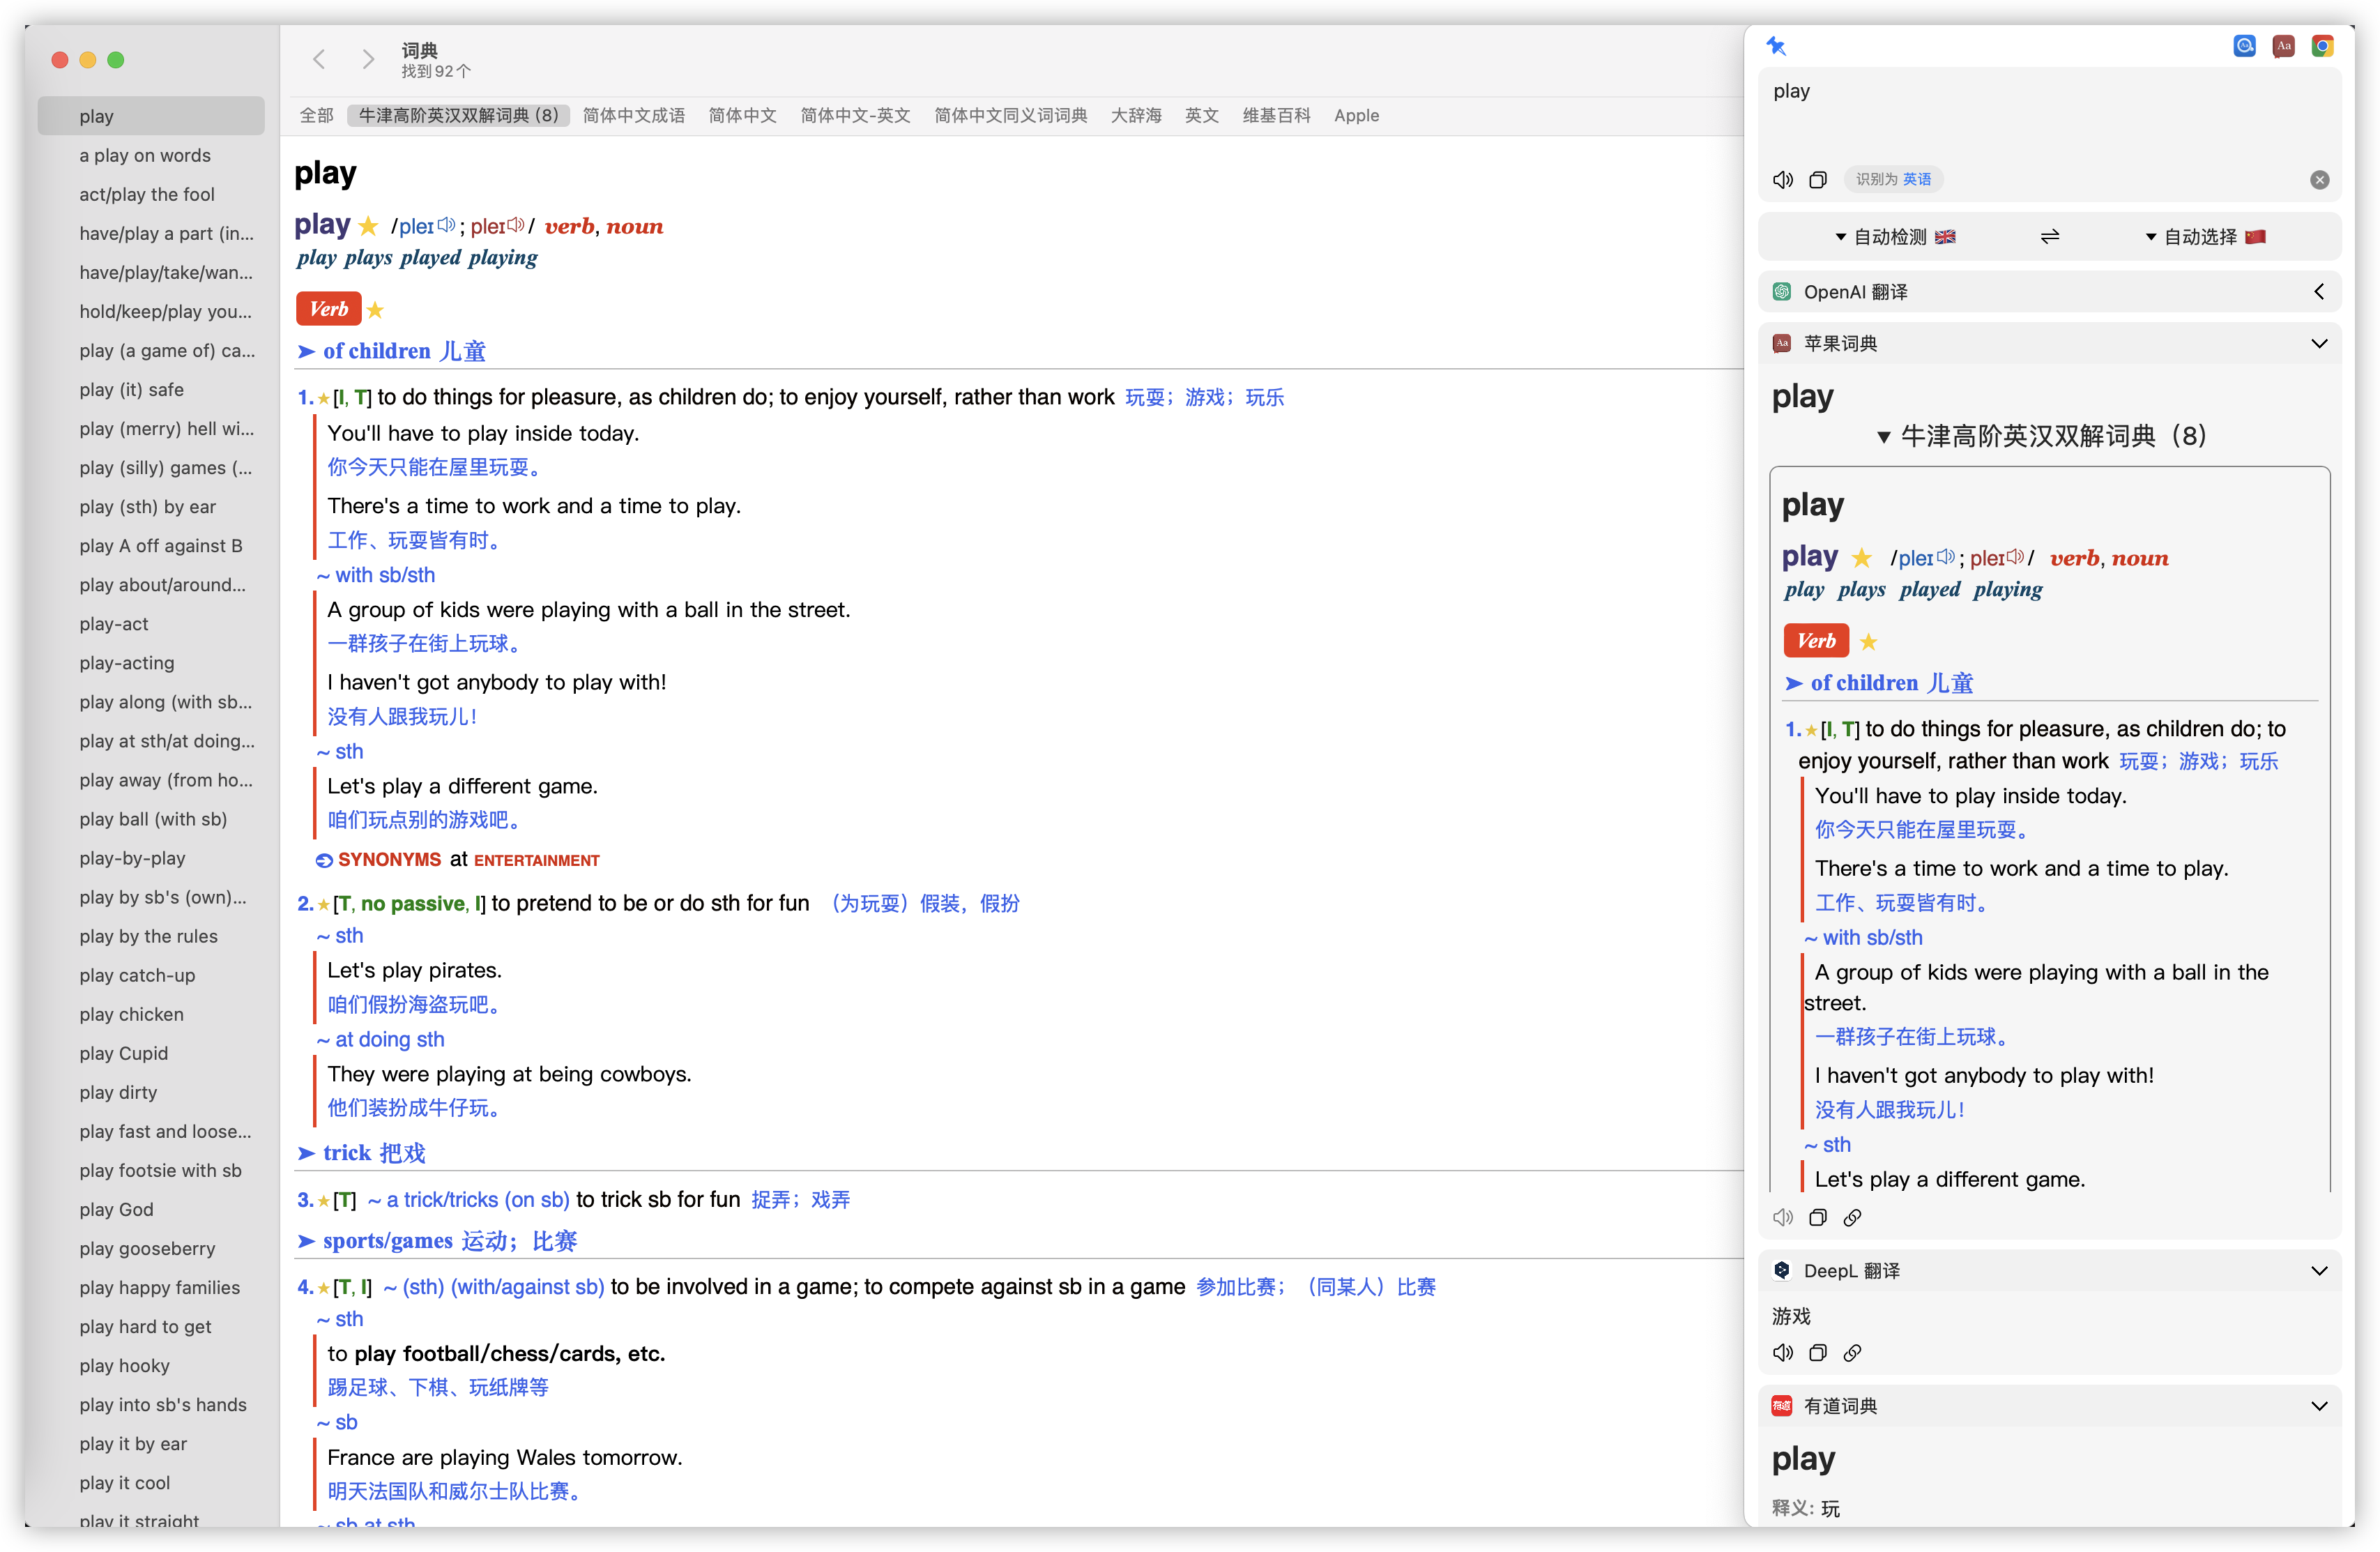 词典
找到 92 个
play
a play on words
act/play the fool
have/play a part (in...
have/play/take/wan...
hold/keep/play you...
play (a game of) ca...
play (it) safe
play (merry) hell wi...
play (silly) games (...
play (sth) by ear
play A off against B
play about/around...
play-act
play-acting
play along (with sb...
play at sth/at doing...
play away (from ho...
play ball (with sb)
play-by-play
play by sb's (own)...
play by the rules
play catch-up
play chicken
play Cupid
play dirty
play fast and loose...
play footsie with sb
play God
play gooseberry
play happy families
play hard to get
play hooky
play into sb's hands
play it by ear
play it cool
play it straight
全部 牛津高阶英汉双解词典 (8) 简体中文成语 简体中文 简体中文-英文 简体中文同义词词典 大辞海 英文 维基百科 Apple
play
play ★ /pleɪ ; pleɪ / verb, noun
play plays played playing
Verb ★
➤ of children 儿童
1. ★ [I, T] to do things for pleasure, as children do; to enjoy yourself, rather than work 玩耍；游戏；玩乐
You'll have to play inside today.
你今天只能在屋里玩耍。
There's a time to work and a time to play.
工作、玩耍皆有时。
~ with sb/sth
A group of kids were playing with a ball in the street.
一群孩子在街上玩球。
I haven't got anybody to play with!
没有人跟我玩儿！
~ sth
Let's play a different game.
咱们玩点别的游戏吧。
SYNONYMS at ENTERTAINMENT
2. ★ [T, no passive, I] to pretend to be or do sth for fun （为玩耍）假装，假扮
~ sth
Let's play pirates.
咱们假扮海盗玩吧。
~ at doing sth
They were playing at being cowboys.
他们装扮成牛仔玩。
➤ trick 把戏
3. ★ [T] ~ a trick/tricks (on sb) to trick sb for fun 捉弄；戏弄
➤ sports/games 运动；比赛
4. ★ [T, I] ~ (sth) (with/against sb) to be involved in a game; to compete against sb in a game 参加比赛；（同某人）比赛
~ sth
to play football/chess/cards, etc.
踢足球、下棋、玩纸牌等
~ sb
France are playing Wales tomorrow.
明天法国队和威尔士队比赛。
~ sb at sth
play
识别为 英语
自动检测 🇬🇧 ⇌ 自动选择 🇨🇳
OpenAI 翻译
Aa 苹果词典
play
▼ 牛津高阶英汉双解词典（8）
play
play ★ /pleɪ ; pleɪ / verb, noun
play plays played playing
Verb ★
➤ of children 儿童
1. ★ [I, T] to do things for pleasure, as children do; to
enjoy yourself, rather than work 玩耍；游戏；玩乐
You'll have to play inside today.
你今天只能在屋里玩耍。
There's a time to work and a time to play.
工作、玩耍皆有时。
~ with sb/sth
A group of kids were playing with a ball in the
street.
一群孩子在街上玩球。
I haven't got anybody to play with!
没有人跟我玩儿！
~ sth
Let's play a different game.
DeepL 翻译
游戏
有道 有道词典
play
释义: 玩